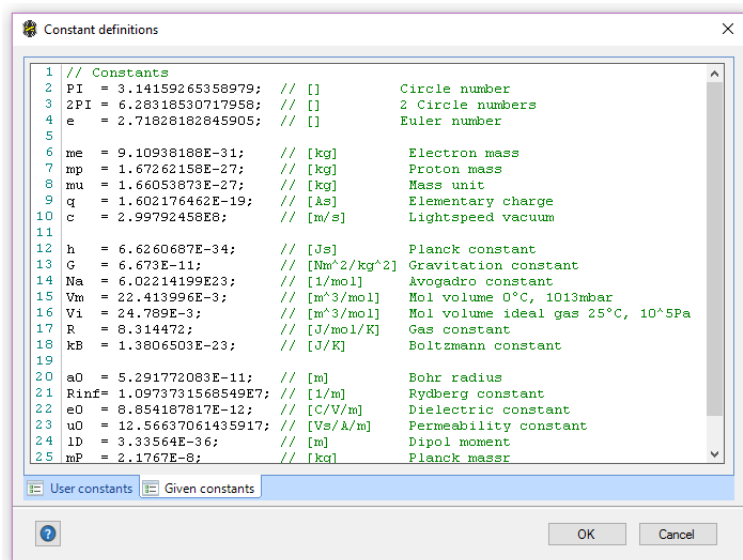 Constant definitions
1 // Constants
2 PI = 3.14159265358979; // [] Circle number
3 2PI = 6.28318530717958; // [] 2 Circle numbers
4 e = 2.71828182845905; // [] Euler number
5
6 me = 9.10938188E-31; // [kg] Electron mass
7 mp = 1.67262158E-27; // [kg] Proton mass
8 mu = 1.66053873E-27; // [kg] Mass unit
9 q = 1.602176462E-19; // [As] Elementary charge
10 c = 2.99792458E8; // [m/s] Lightspeed vacuum
11
12 h = 6.6260687E-34; // [Js] Planck constant
13 G = 6.673E-11; // [Nm^2/kg^2] Gravitation constant
14 Na = 6.02214199E23; // [1/mol] Avogadro constant
15 Vm = 22.413996E-3; // [m^3/mol] Mol volume 0°C, 1013mbar
16 Vi = 24.789E-3; // [m^3/mol] Mol volume ideal gas 25°C, 10^5Pa
17 R = 8.314472; // [J/mol/K] Gas constant
18 kB = 1.3806503E-23; // [J/K] Boltzmann constant
19
20 a0 = 5.291772083E-11; // [m] Bohr radius
21 Rinf= 1.0973731568549E7; // [1/m] Rydberg constant
22 e0 = 8.854187817E-12; // [C/V/m] Dielectric constant
23 u0 = 12.56637061435917; // [Vs/A/m] Permeability constant
24 lD = 3.33564E-36; // [m] Dipol moment
25 mP = 2.1767E-8; // [kg] Planck massr
User constants Given constants
? OK Cancel